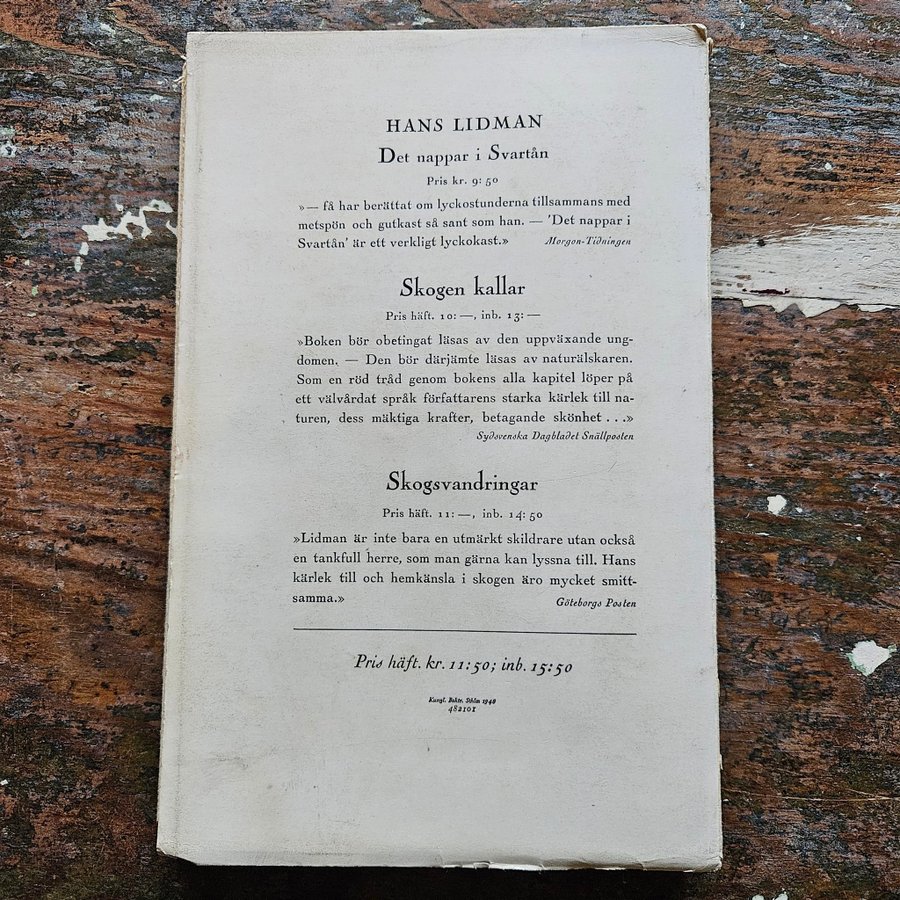 HANS LIDMAN
Det nappar i Svartån
Pris kr. 9: 50
»— få har berättat om lyckostunderna tillsammans med
metspön och gutkast så sant som han. — 'Det nappar i
Svartån' är ett verkligt lyckokast.» Morgon-Tidningen
Skogen kallar
Pris häft. 10: —, inb. 13: —
»Boken bör obetingat läsas av den uppväxande ung-
domen. — Den bör därjämte läsas av naturälskaren.
Som en röd tråd genom bokens alla kapitel löper på
ett välvårdat språk författarens starka kärlek till na-
turen, dess mäktiga krafter, betagande skönhet . . .»
Sydsvenska Dagbladet Snällposten
Skogsvandringar
Pris häft. 11: —, inb. 14: 50
»Lidman är inte bara en utmärkt skildrare utan också
en tankfull herre, som man gärna kan lyssna till. Hans
kärlek till och hemkänsla i skogen äro mycket smitt-
samma.» Göteborgs Posten
Pris häft. kr. 11:50; inb. 15:50
Kungl. Boktr. Sthlm 1948
482101